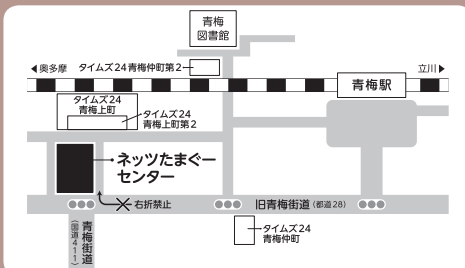 青梅
図書館
◀奥多摩
タイムズ24青梅仲町第2
立川▶
青梅駅
タイムズ24
青梅上町
タイムズ24
青梅上町第2
ネッツたまぐー
センター
右折禁止
旧青梅街道(都道28)
青梅街道
(国道411)
タイムズ24
青梅仲町